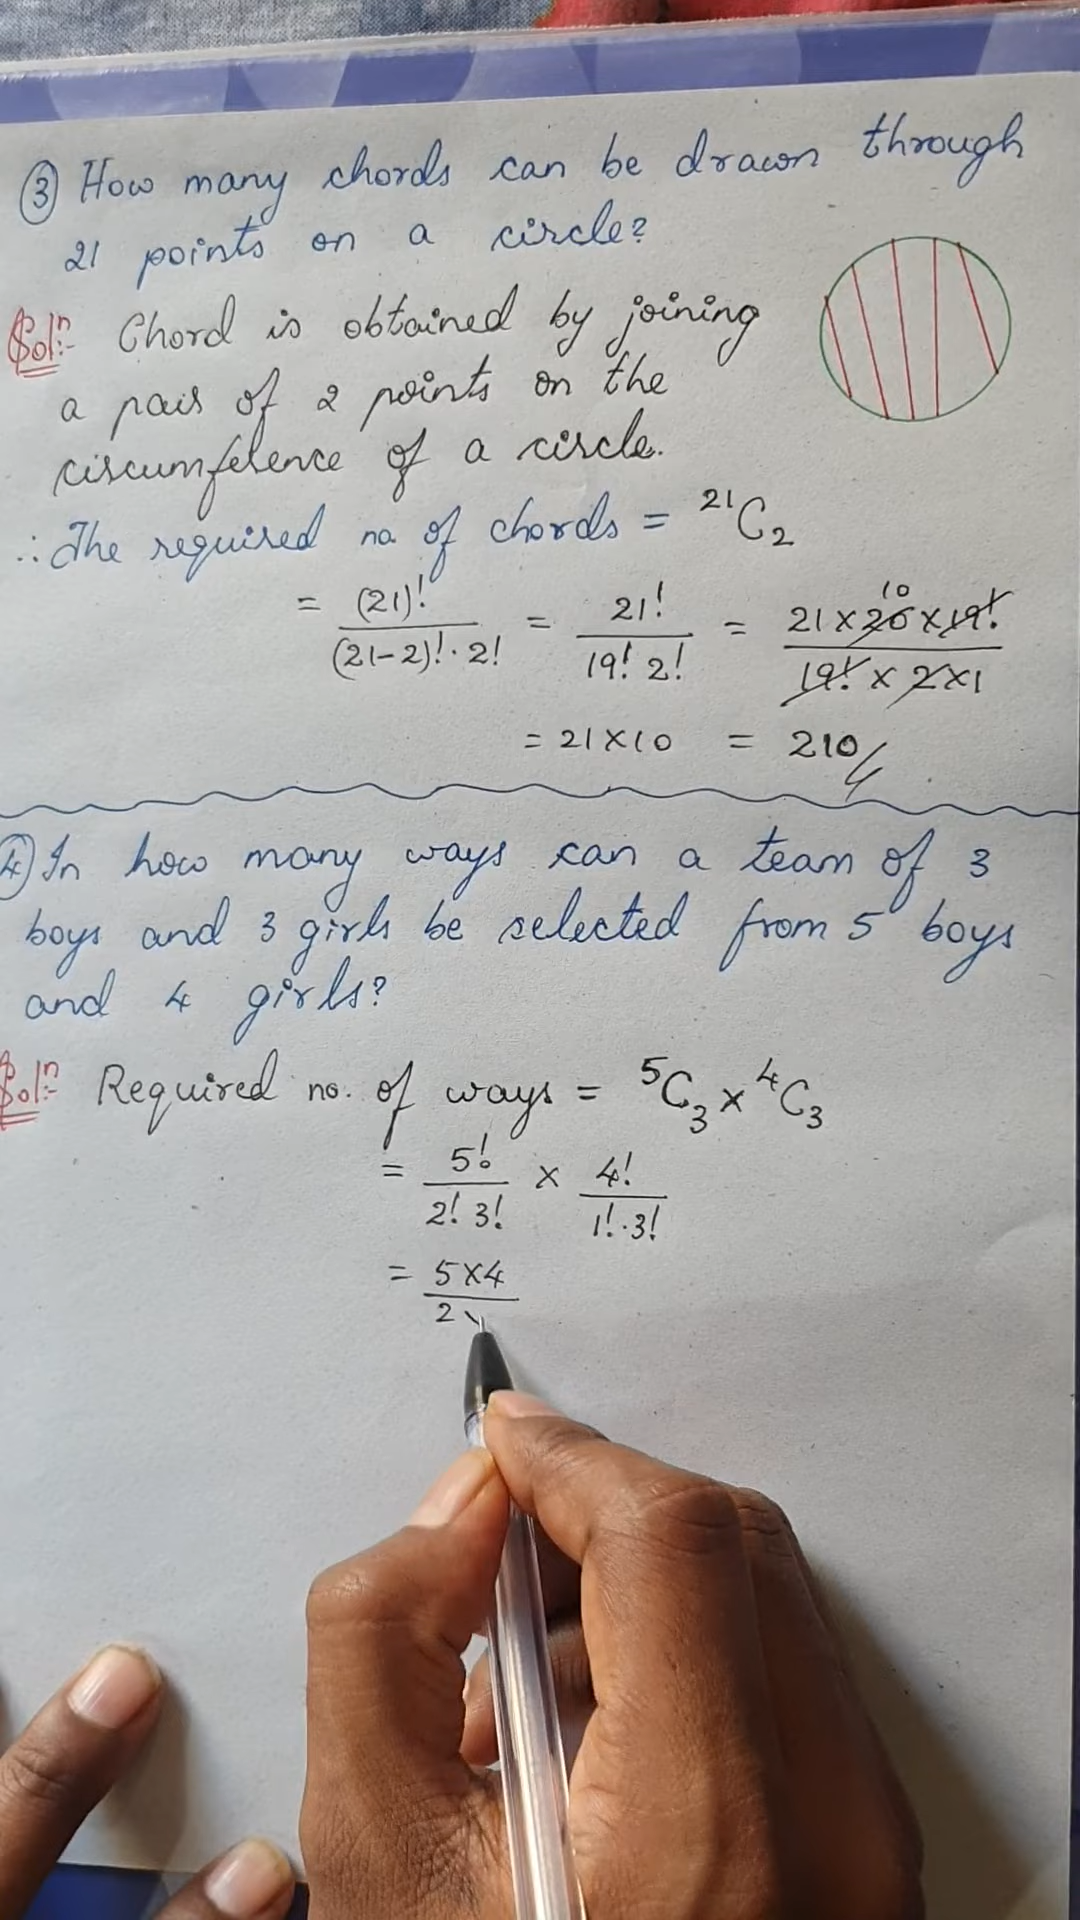 ③ How many chords can be drawn through
21 points on a circle?
Solⁿ:- Chord is obtained by joining
a pair of 2 points on the
circumference of a circle.
∴ The required no. of chords = ²¹C₂
= (21)!/(21-2)!·2! = 21!/19! 2! = 21×20×19!/19!×2×1 10
= 21×10 = 210//
④ In how many ways can a team of 3
boys and 3 girls be selected from 5 boys
and 4 girls?
Solⁿ:- Required no. of ways = ⁵C₃ × ⁴C₃
= 5!/2! 3! × 4!/1!·3!
= 5×4/2